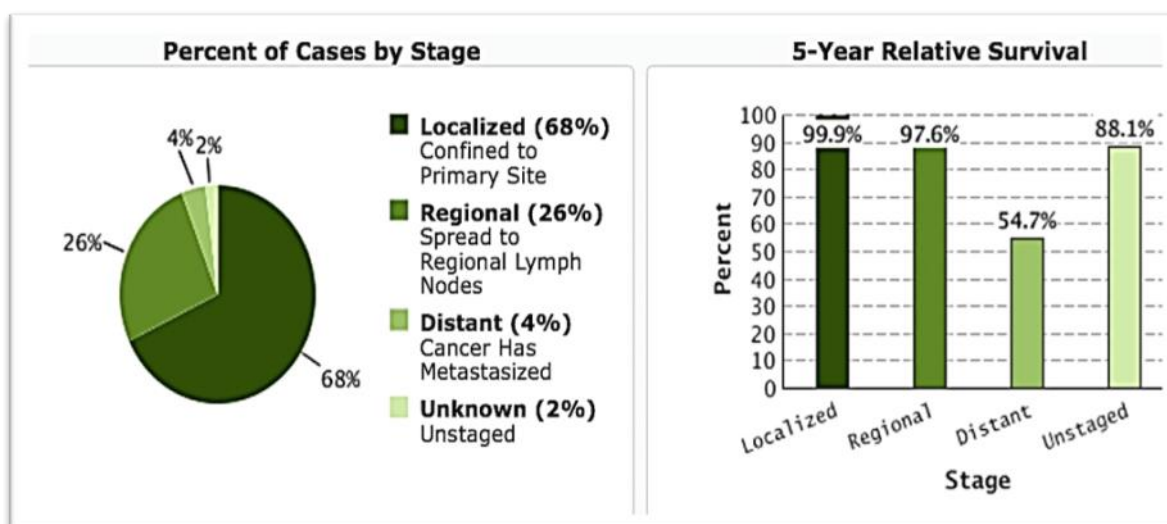 Percent of Cases by Stage
4%
2%
26%
68%
Localized (68%)
Confined to
Primary Site
Regional (26%)
Spread to
Regional Lymph
Nodes
Distant (4%)
Cancer Has
Metastasized
Unknown (2%)
Unstaged
5-Year Relative Survival
Percent
100
90
80
70
60
50
40
30
20
10
0
99.9%
97.6%
54.7%
88.1%
Localized
Regional
Distant
Unstaged
Stage